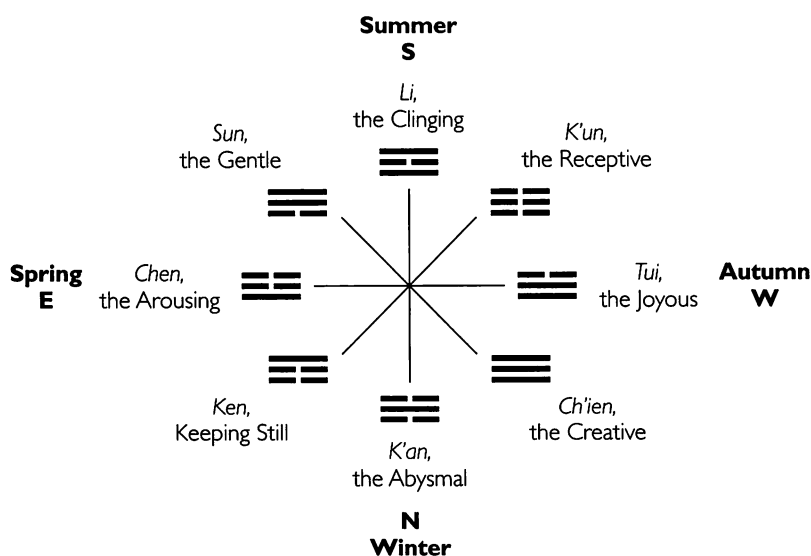 Summer
S
Li,
the Clinging
Sun,
the Gentle
K'un,
the Receptive
Spring
E
Chen,
the Arousing
Tui,
the Joyous
Autumn
W
Ken,
Keeping Still
Ch'ien,
the Creative
K'an,
the Abysmal
N
Winter